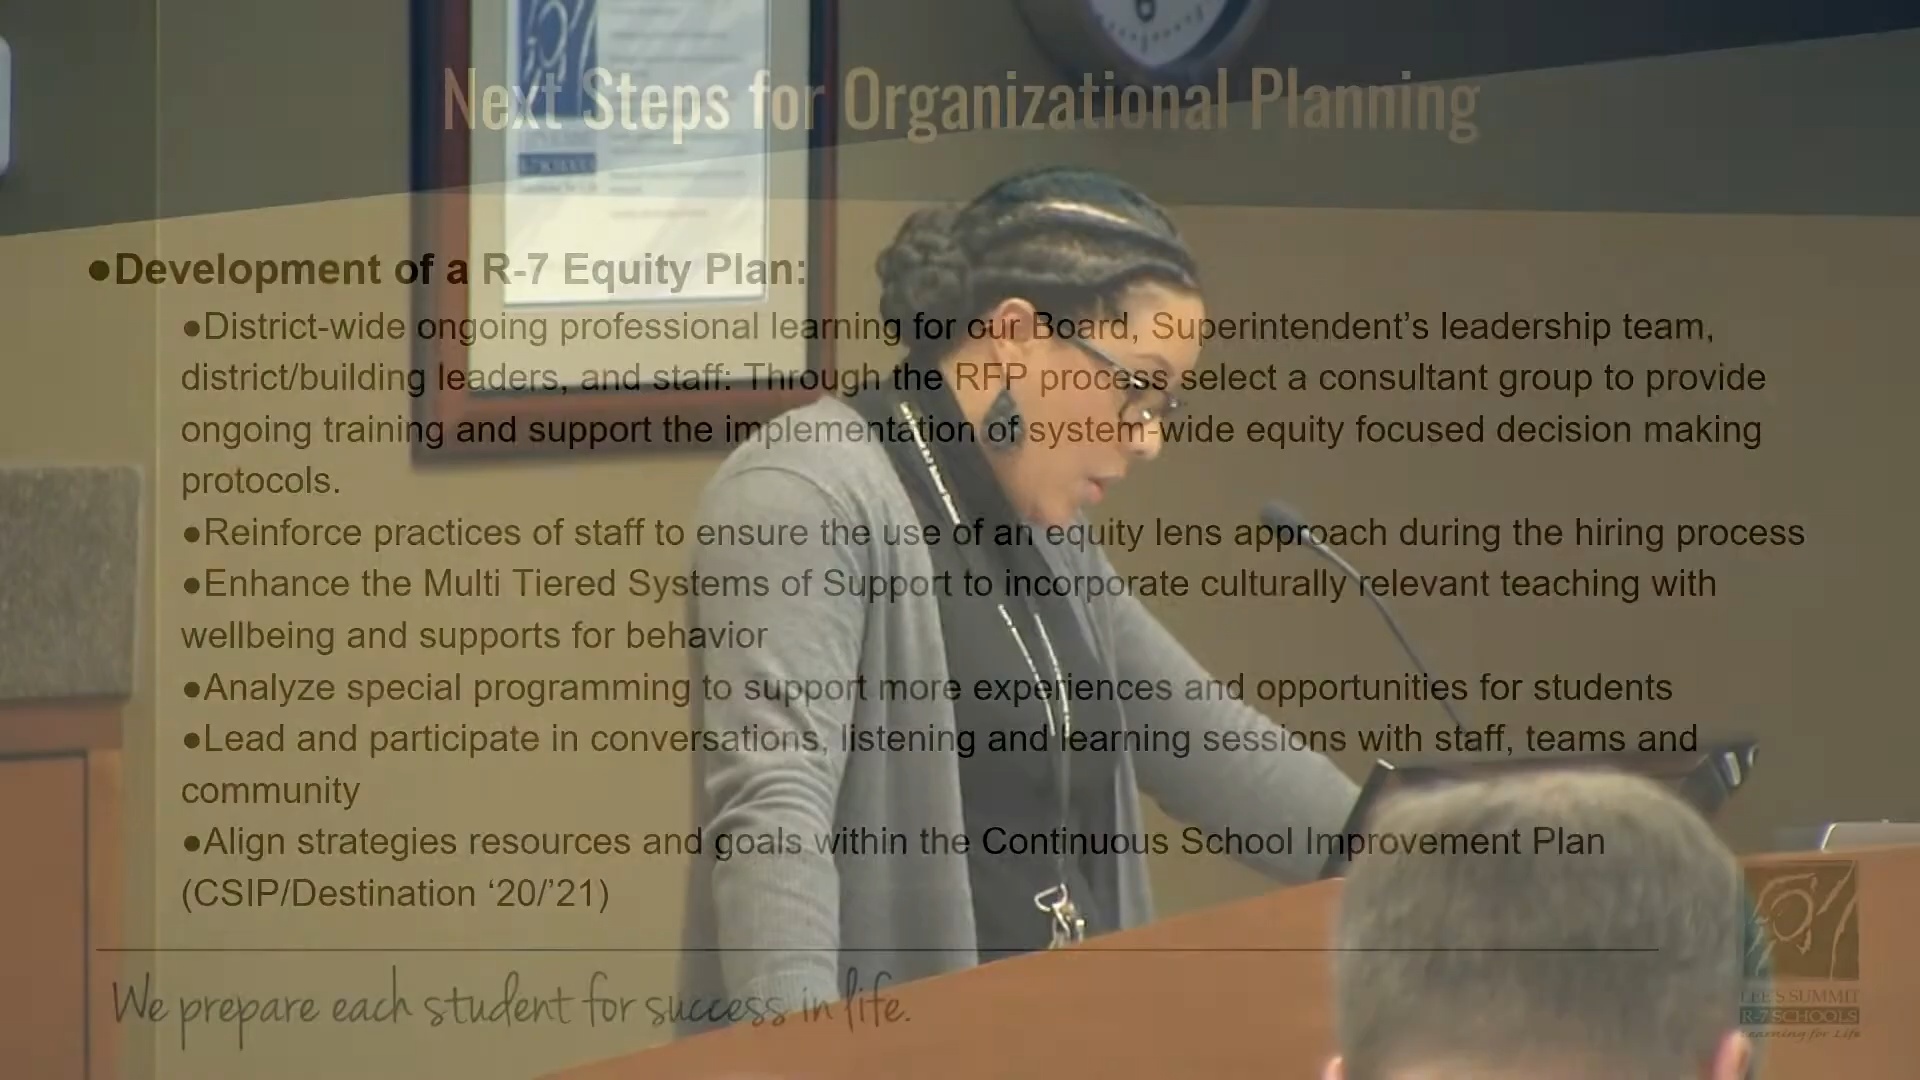 Next Steps for Organizational Planning
●Development of a R-7 Equity Plan:
●District-wide ongoing professional learning for our Board, Superintendent’s leadership team,
district/building leaders, and staff: Through the RFP process select a consultant group to provide
ongoing training and support the implementation of system-wide equity focused decision making
protocols.
●Reinforce practices of staff to ensure the use of an equity lens approach during the hiring process
●Enhance the Multi Tiered Systems of Support to incorporate culturally relevant teaching with
wellbeing and supports for behavior
●Analyze special programming to support more experiences and opportunities for students
●Lead and participate in conversations, listening and learning sessions with staff, teams and
community
●Align strategies resources and goals within the Continuous School Improvement Plan
(CSIP/Destination ‘20/’21)
We prepare each student for success in life.
LEE'S SUMMIT
R-7 SCHOOLS
Learning for Life